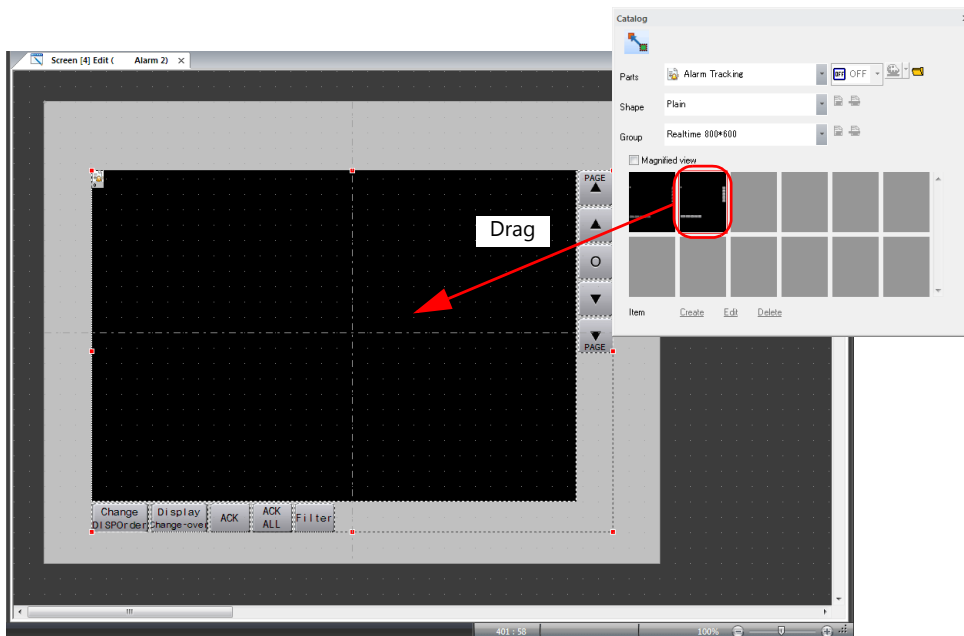 Catalog
Screen [4] Edit (      Alarm 2) ×
Parts
Alarm Tracking
OFF OFF
Shape
Plain
Group
Realtime 800*600
Magnified view
PAGE
Drag
O
Item Create Edit Delete
PAGE
Change
DISPOrder
Display
Change-over
ACK
ACK
ALL
Filter
401 : 58
100%